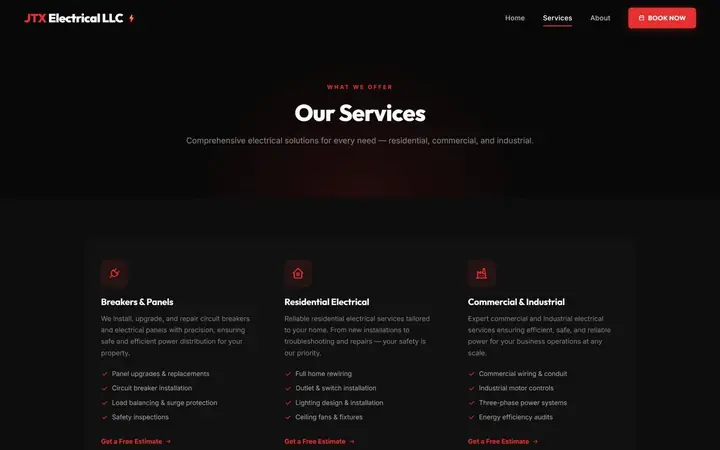 JTX Electrical LLC
Home
Services
About
BOOK NOW
WHAT WE OFFER
Our Services
Comprehensive electrical solutions for every need — residential, commercial, and industrial.
Breakers & Panels
We install, upgrade, and repair circuit breakers
and electrical panels with precision, ensuring
safe and efficient power distribution for your
property.
Panel upgrades & replacements
Circuit breaker installation
Load balancing & surge protection
Safety inspections
Get a Free Estimate →
Residential Electrical
Reliable residential electrical services tailored
to your home. From new installations to
troubleshooting and repairs — your safety is
our priority.
Full home rewiring
Outlet & switch installation
Lighting design & installation
Ceiling fans & fixtures
Get a Free Estimate →
Commercial & Industrial
Expert commercial and industrial electrical
services ensuring efficient, safe, and reliable
power for your business operations at any
scale.
Commercial wiring & conduit
Industrial motor controls
Three-phase power systems
Energy efficiency audits
Get a Free Estimate →